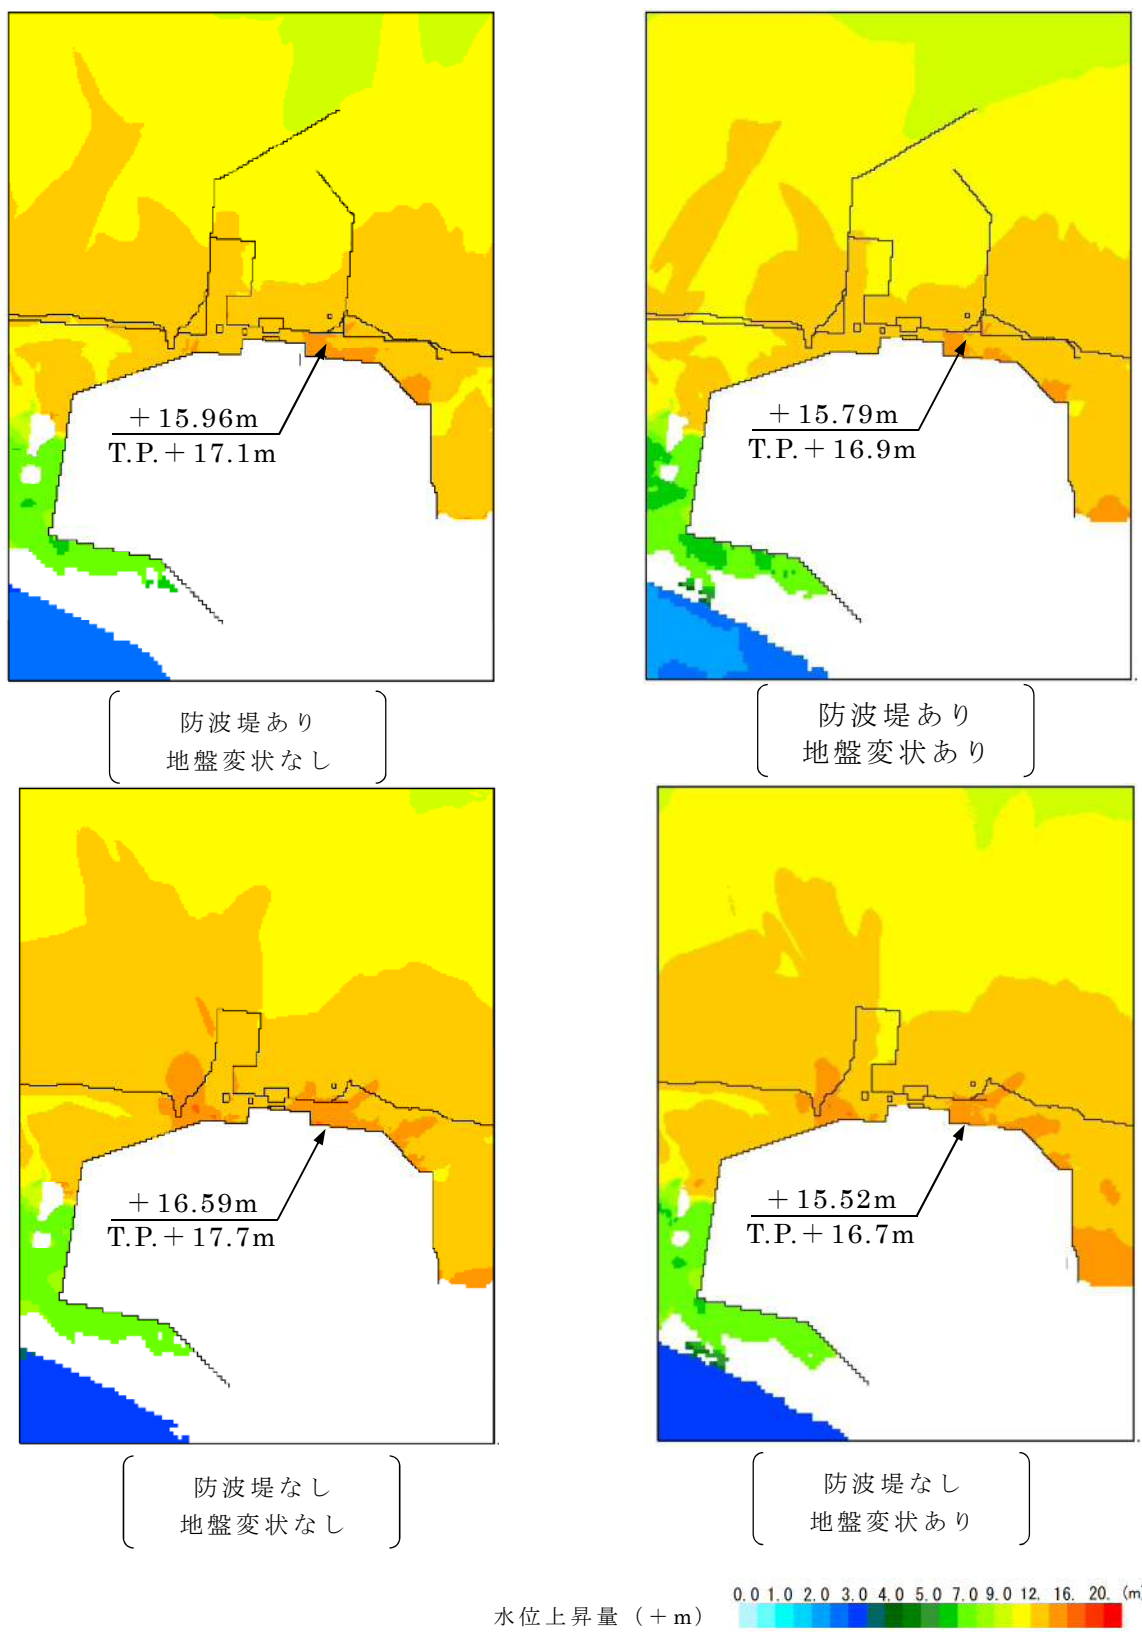 +15.96m
T.P.+17.1m
+15.79m
T.P.+16.9m
防波堤あり
地盤変状なし
防波堤あり
地盤変状あり
+16.59m
T.P.+17.7m
+15.52m
T.P.+16.7m
防波堤なし
地盤変状なし
防波堤なし
地盤変状あり
0.0 1.0 2.0 3.0 4.0 5.0 7.0 9.0 12. 16. 20. (m)
水位上昇量（+m）